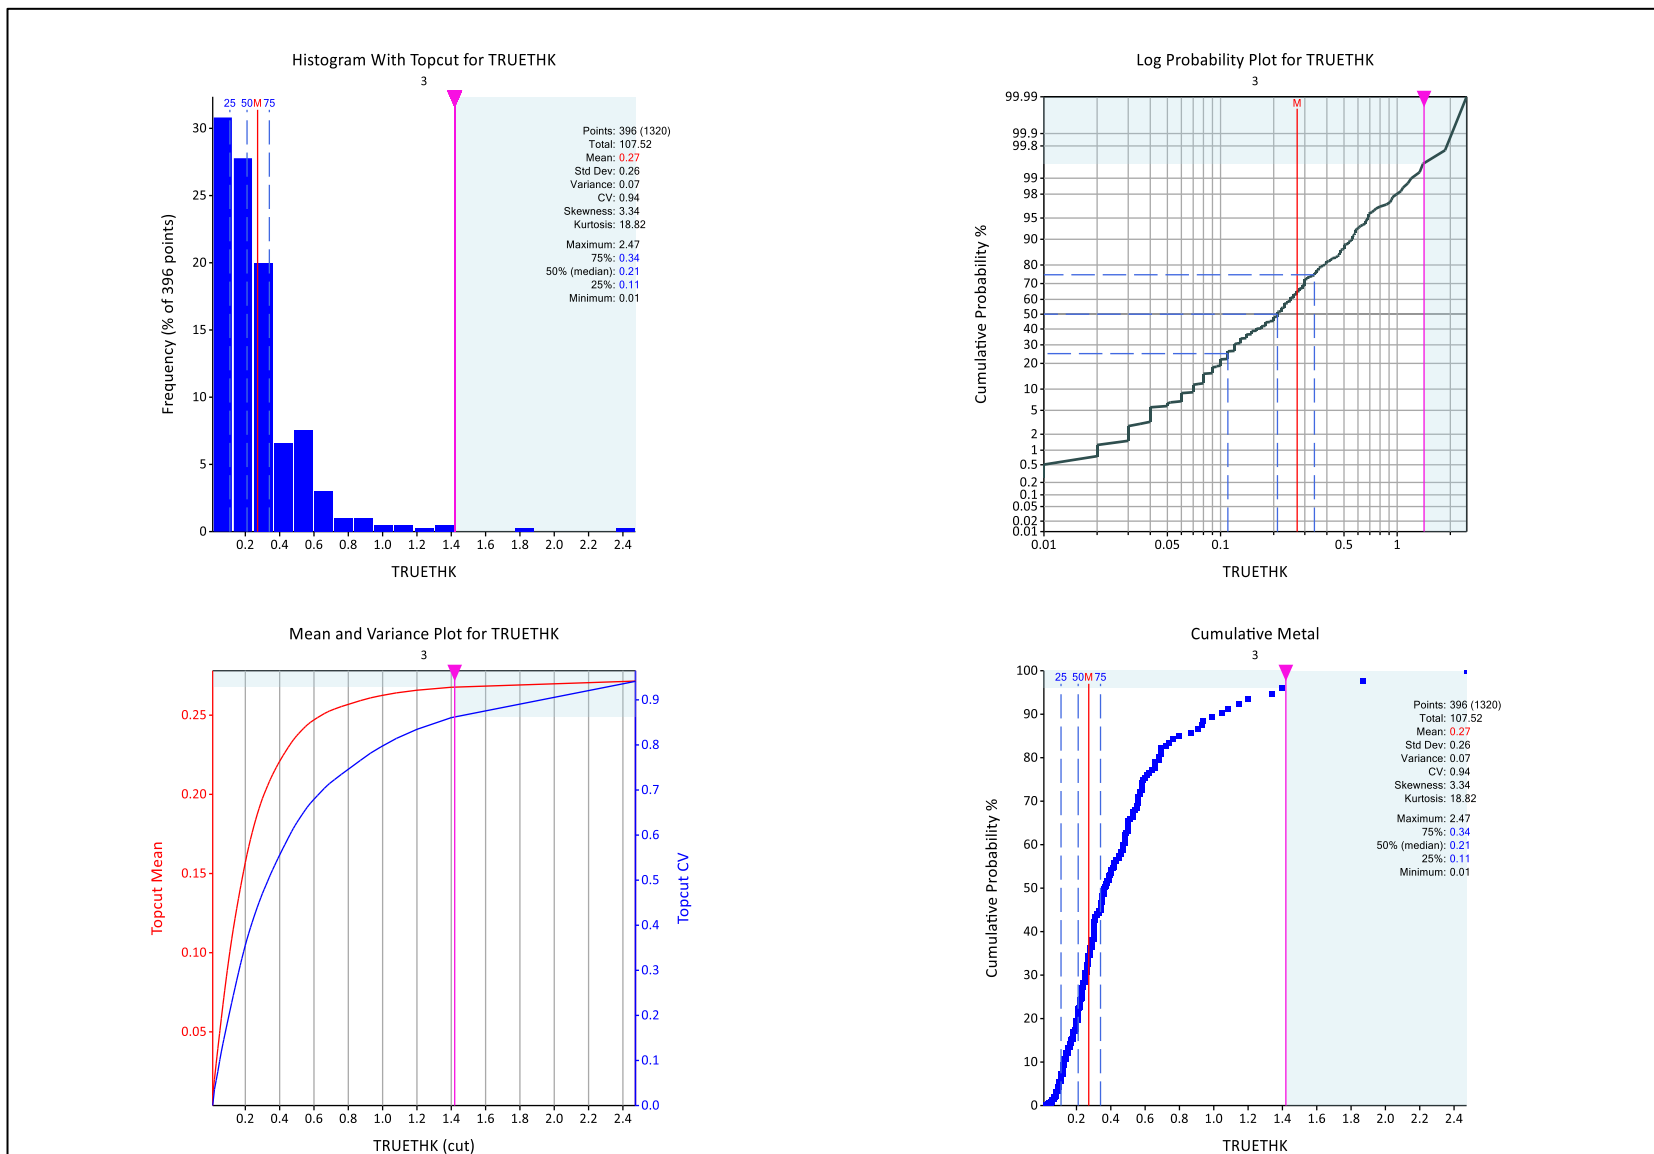 Histogram With Topcut for TRUETHK
3
25 50 M 75
Points: 396 (1320)
Total: 107.52
Mean: 0.27
Std Dev: 0.26
Variance: 0.07
CV: 0.94
Skewness: 3.34
Kurtosis: 18.82
Maximum: 2.47
75%: 0.34
50% (median): 0.21
25%: 0.11
Minimum: 0.01
Frequency (% of 396 points)
30
25
20
15
10
5
0
0.2 0.4 0.6 0.8 1.0 1.2 1.4 1.6 1.8 2.0 2.2 2.4
TRUETHK
Log Probability Plot for TRUETHK
3
M
Cumulative Probability %
99.99
99.9
99.8
99
98
95
90
80
70
60
50
40
30
20
10
5
2
1
0.5
0.2
0.1
0.05
0.02
0.01
0.01 0.05 0.1 0.5 1
TRUETHK
Mean and Variance Plot for TRUETHK
3
Topcut Mean
0.25
0.20
0.15
0.10
0.05
Topcut CV
0.9
0.8
0.7
0.6
0.5
0.4
0.3
0.2
0.1
0.0
0.2 0.4 0.6 0.8 1.0 1.2 1.4 1.6 1.8 2.0 2.2 2.4
TRUETHK (cut)
Cumulative Metal
3
25 50 M 75
Points: 396 (1320)
Total: 107.52
Mean: 0.27
Std Dev: 0.26
Variance: 0.07
CV: 0.94
Skewness: 3.34
Kurtosis: 18.82
Maximum: 2.47
75%: 0.34
50% (median): 0.21
25%: 0.11
Minimum: 0.01
Cumulative Probability %
100
90
80
70
60
50
40
30
20
10
0
0.2 0.4 0.6 0.8 1.0 1.2 1.4 1.6 1.8 2.0 2.2 2.4
TRUETHK